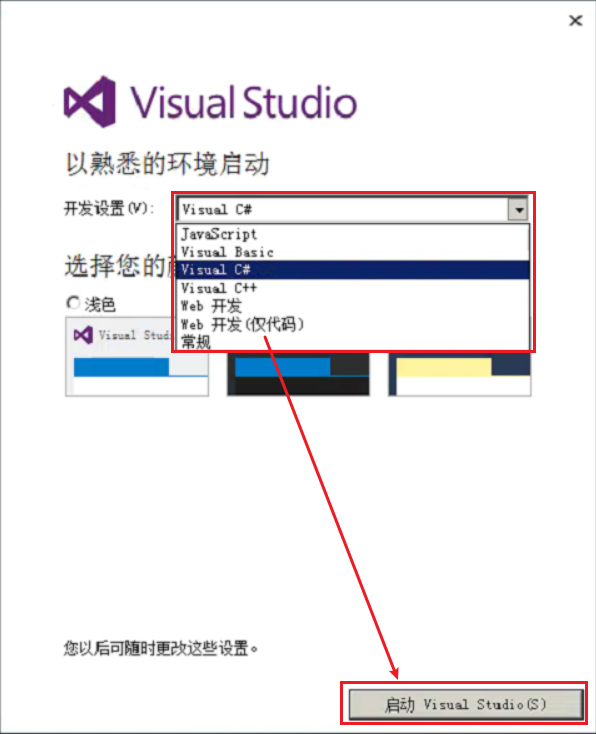 Visual Studio
以熟悉的环境启动
开发设置(V):
Visual C#
JavaScript
Visual Basic
Visual C#
Visual C++
Web 开发
Web 开发(仅代码)
常规
选择您的
浅色
Visual Studi
您以后可随时更改这些设置。
启动 Visual Studio(S)